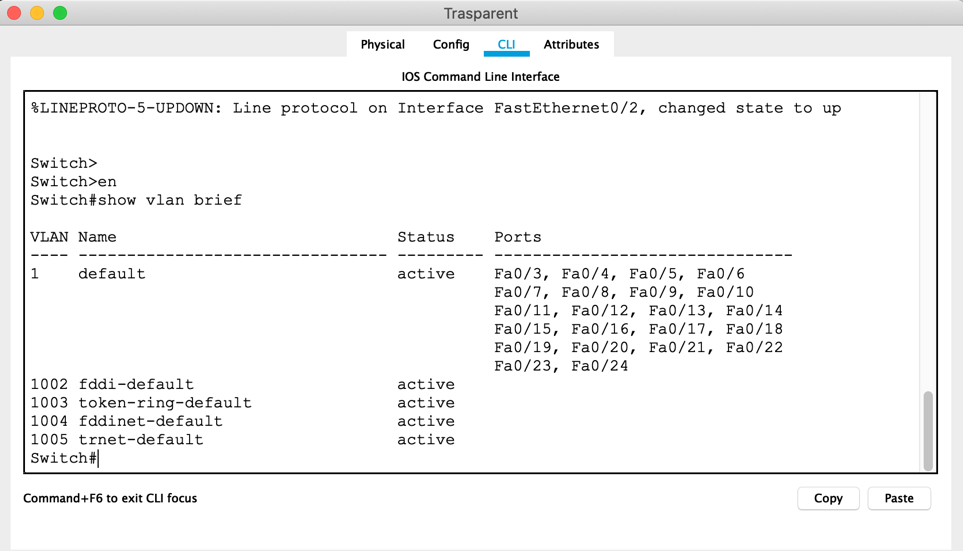 Trasparent
Physical Config CLI Attributes
IOS Command Line Interface
%LINEPROTO-5-UPDOWN: Line protocol on Interface FastEthernet0/2, changed state to up
Switch>
Switch>en
Switch#show vlan brief
VLAN Name                             Status    Ports
---- -------------------------------- --------- -------------------------------
1    default                          active    Fa0/3, Fa0/4, Fa0/5, Fa0/6
                                                Fa0/7, Fa0/8, Fa0/9, Fa0/10
                                                Fa0/11, Fa0/12, Fa0/13, Fa0/14
                                                Fa0/15, Fa0/16, Fa0/17, Fa0/18
                                                Fa0/19, Fa0/20, Fa0/21, Fa0/22
                                                Fa0/23, Fa0/24
1002 fddi-default                     active
1003 token-ring-default               active
1004 fddinet-default                  active
1005 trnet-default                    active
Switch#
Command+F6 to exit CLI focus
Copy Paste